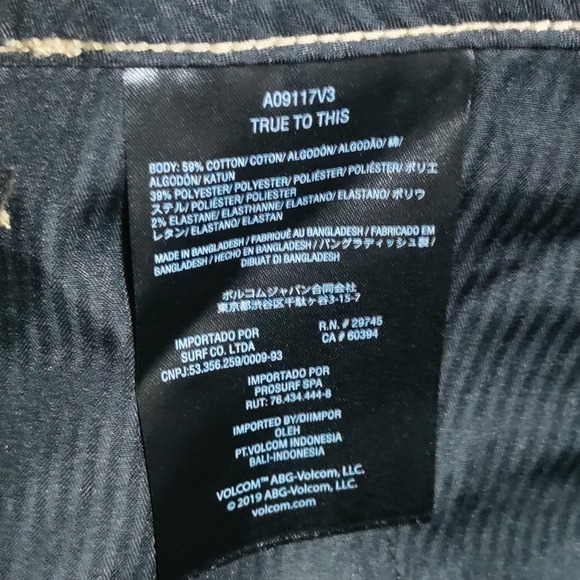 A09117V3
TRUE TO THIS
BODY: 59% COTTON/ COTON/ ALGODÓN/ ALGODÃO/ 綿/
ALGODÓN/ KATUN
39% POLYESTER/ POLYESTER/ POLIÉSTER/ POLIÉSTER/ ポリエ
ステル/ POLIÉSTER/ POLIESTER
2% ELASTANE/ ELASTHANNE/ ELASTANO/ ELASTANO/ ポリウ
レタン/ ELASTANO/ ELASTAN
MADE IN BANGLADESH / FABRIQUÉ AU BANGLADESH / FABRICADO EM
BANGLADESH / HECHO EN BANGLADESH / バングラディッシュ製 /
DIBUAT DI BANGLADESH
ボルコムジャパン合同会社
東京都渋谷区千駄ヶ谷3-15-7
IMPORTADO POR
SURF CO. LTDA
CNPJ:53.356.259/0009-93
R.N. # 29745
CA # 60394
IMPORTADO POR
PROSURF SPA
RUT: 76.434.444-8
IMPORTED BY/DIIMPOR
OLEH
PT.VOLCOM INDONESIA
BALI-INDONESIA
VOLCOM™ ABG-Volcom, LLC.
© 2019 ABG-Volcom, LLC.
volcom.com